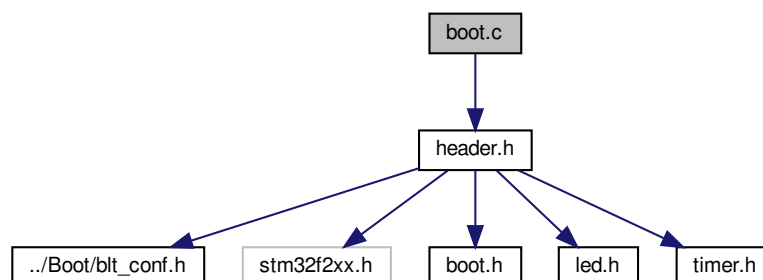 boot.c
header.h
../Boot/blt_conf.h
stm32f2xx.h
boot.h
led.h
timer.h